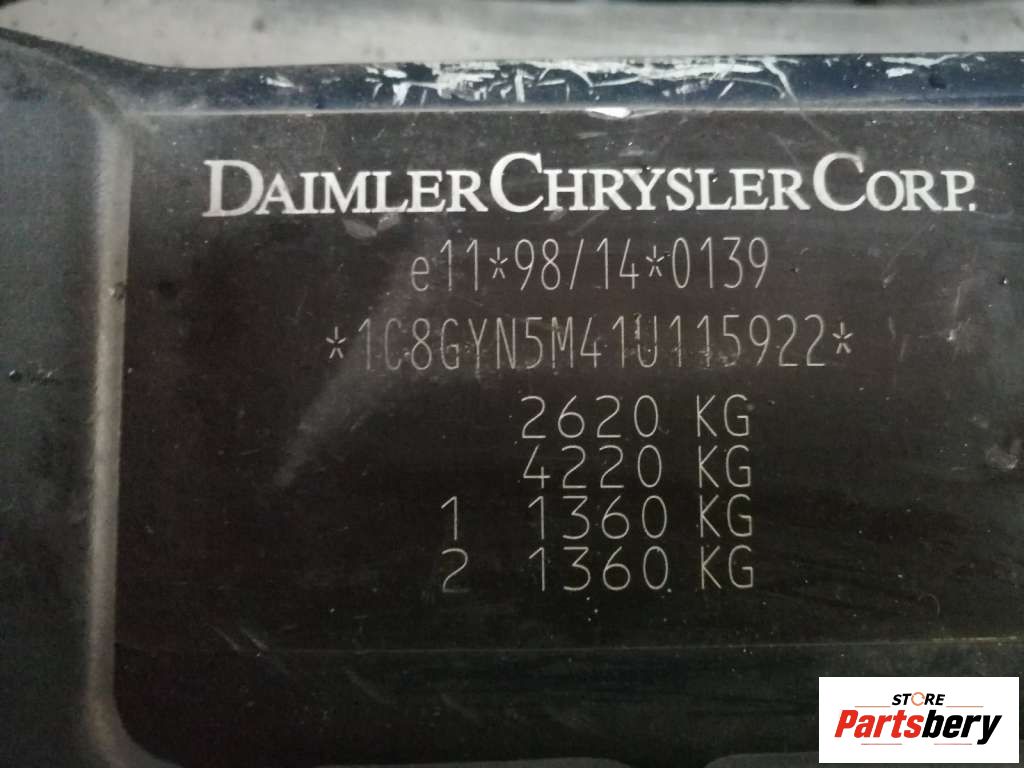 DAIMLERCHRYSLER CORP.
e11*98/14*0139
*1C8GYN5M41U115922*
2620 KG
4220 KG
1 1360 KG
2 1360 KG
STORE
Partsbery